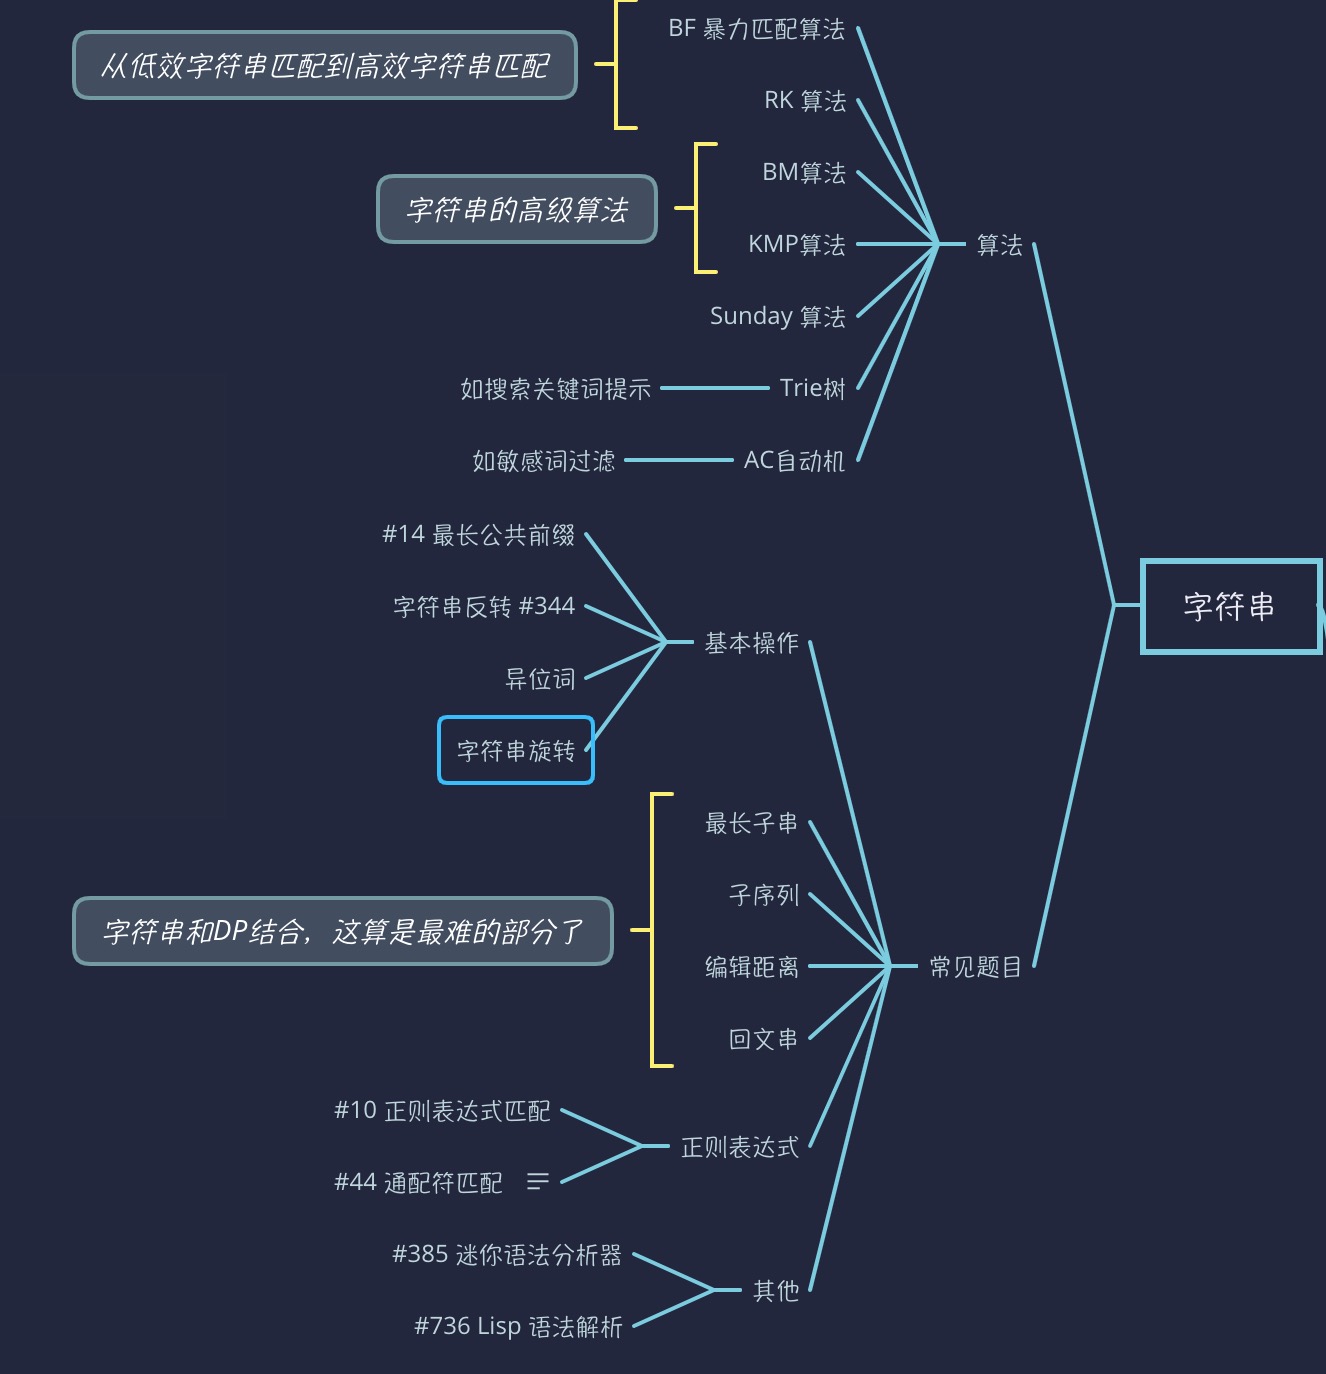 BF 暴力匹配算法
从低效字符串匹配到高效字符串匹配
RK 算法
BM算法
字符串的高级算法
KMP算法
算法
Sunday 算法
如搜索关键词提示
Trie树
如敏感词过滤
AC自动机
#14 最长公共前缀
字符串反转 #344
字符串
基本操作
异位词
字符串旋转
最长子串
子序列
字符串和DP结合，这算是最难的部分了
编辑距离
常见题目
回文串
#10 正则表达式匹配
正则表达式
#44 通配符匹配
#385 迷你语法分析器
其他
#736 Lisp 语法解析